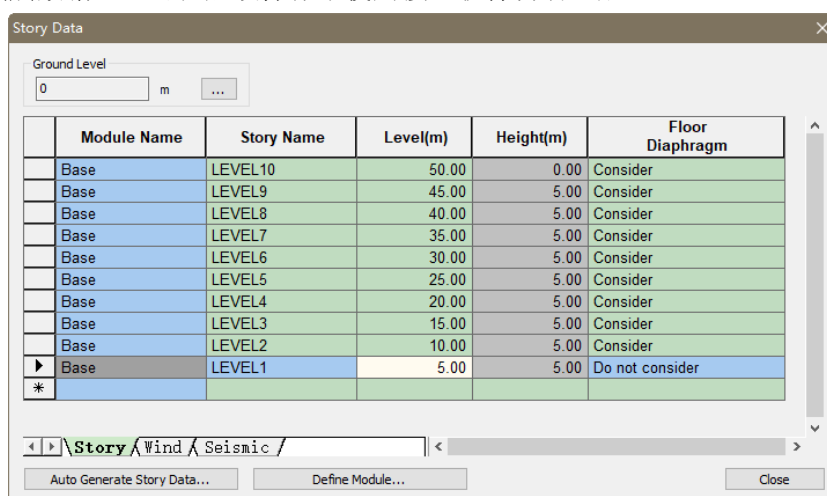 Story Data
Ground Level
0 m ...
Module Name Story Name Level(m) Height(m) Floor Diaphragm
Base LEVEL10 50.00 0.00 Consider
Base LEVEL9 45.00 5.00 Consider
Base LEVEL8 40.00 5.00 Consider
Base LEVEL7 35.00 5.00 Consider
Base LEVEL6 30.00 5.00 Consider
Base LEVEL5 25.00 5.00 Consider
Base LEVEL4 20.00 5.00 Consider
Base LEVEL3 15.00 5.00 Consider
Base LEVEL2 10.00 5.00 Consider
Base LEVEL1 5.00 5.00 Do not consider
Story Wind Seismic
Auto Generate Story Data... Define Module... Close